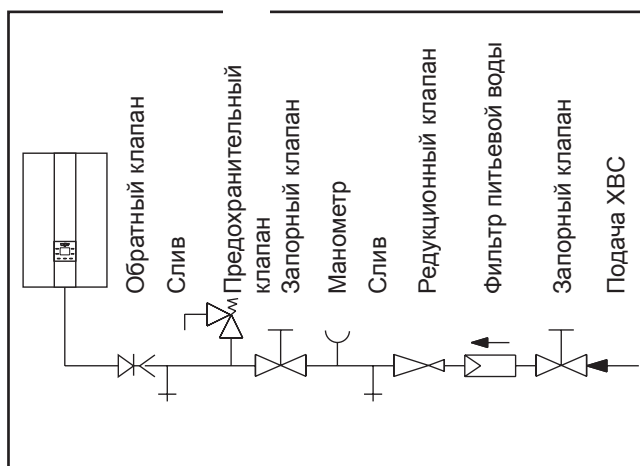 Обратный клапан
Слив
Предохранительный
клапан
Запорный клапан
Манометр
Слив
Редукционный клапан
Фильтр питьевой воды
Запорный клапан
Подача ХВС